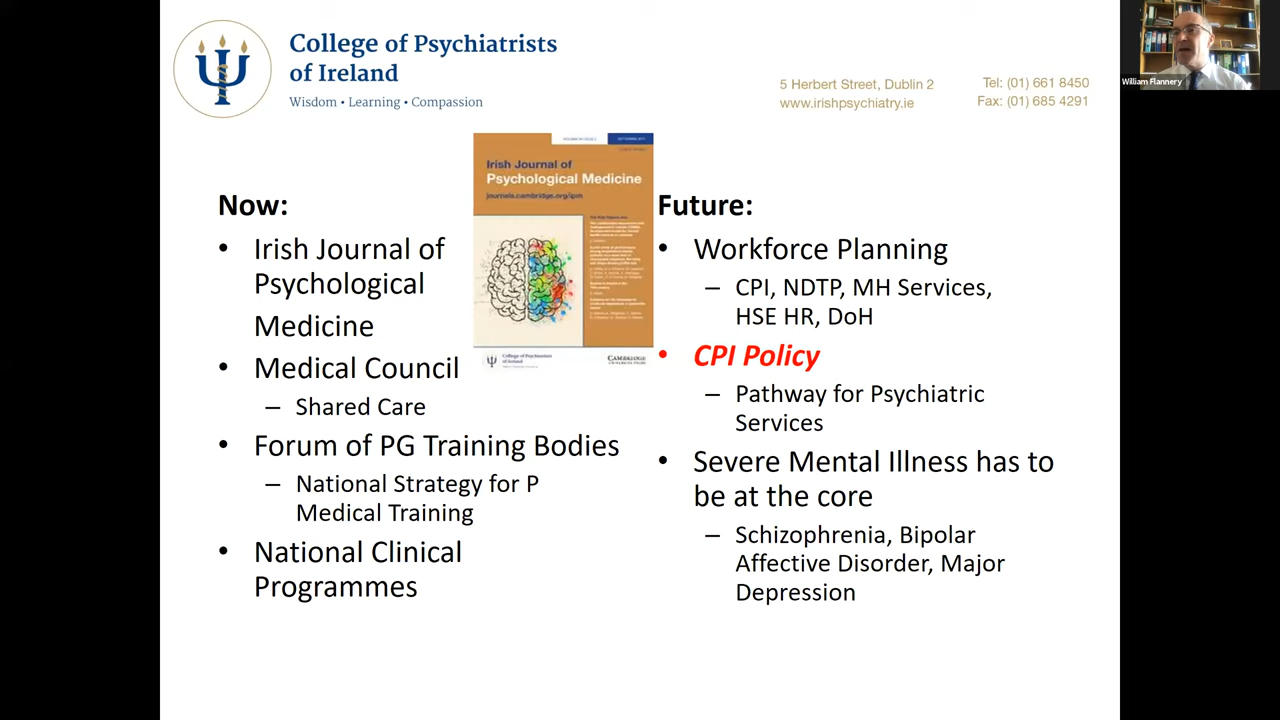 College of Psychiatrists
of Ireland
Wisdom • Learning • Compassion
5 Herbert Street, Dublin 2
www.irishpsychiatry.ie
Tel: (01) 661 8450
Fax: (01) 685 4291
William Flannery
Irish Journal of
Psychological Medicine
journals.cambridge.org/ipm
College of Psychiatrists
of Ireland
CAMBRIDGE
Now:
• Irish Journal of
Psychological
Medicine
• Medical Council
– Shared Care
• Forum of PG Training Bodies
– National Strategy for P
Medical Training
• National Clinical
Programmes
Future:
• Workforce Planning
– CPI, NDTP, MH Services,
HSE HR, DoH
• CPI Policy
– Pathway for Psychiatric
Services
• Severe Mental Illness has to
be at the core
– Schizophrenia, Bipolar
Affective Disorder, Major
Depression